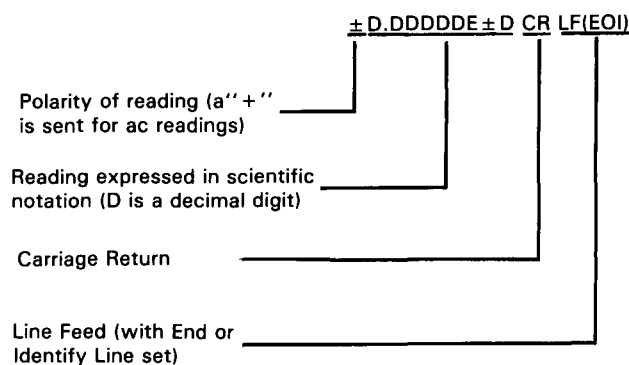 ±D.DDDDDE±D CR LF(EOI)
Polarity of reading (a''+''
is sent for ac readings)
Reading expressed in scientific
notation (D is a decimal digit)
Carriage Return
Line Feed (with End or
Identify Line set)